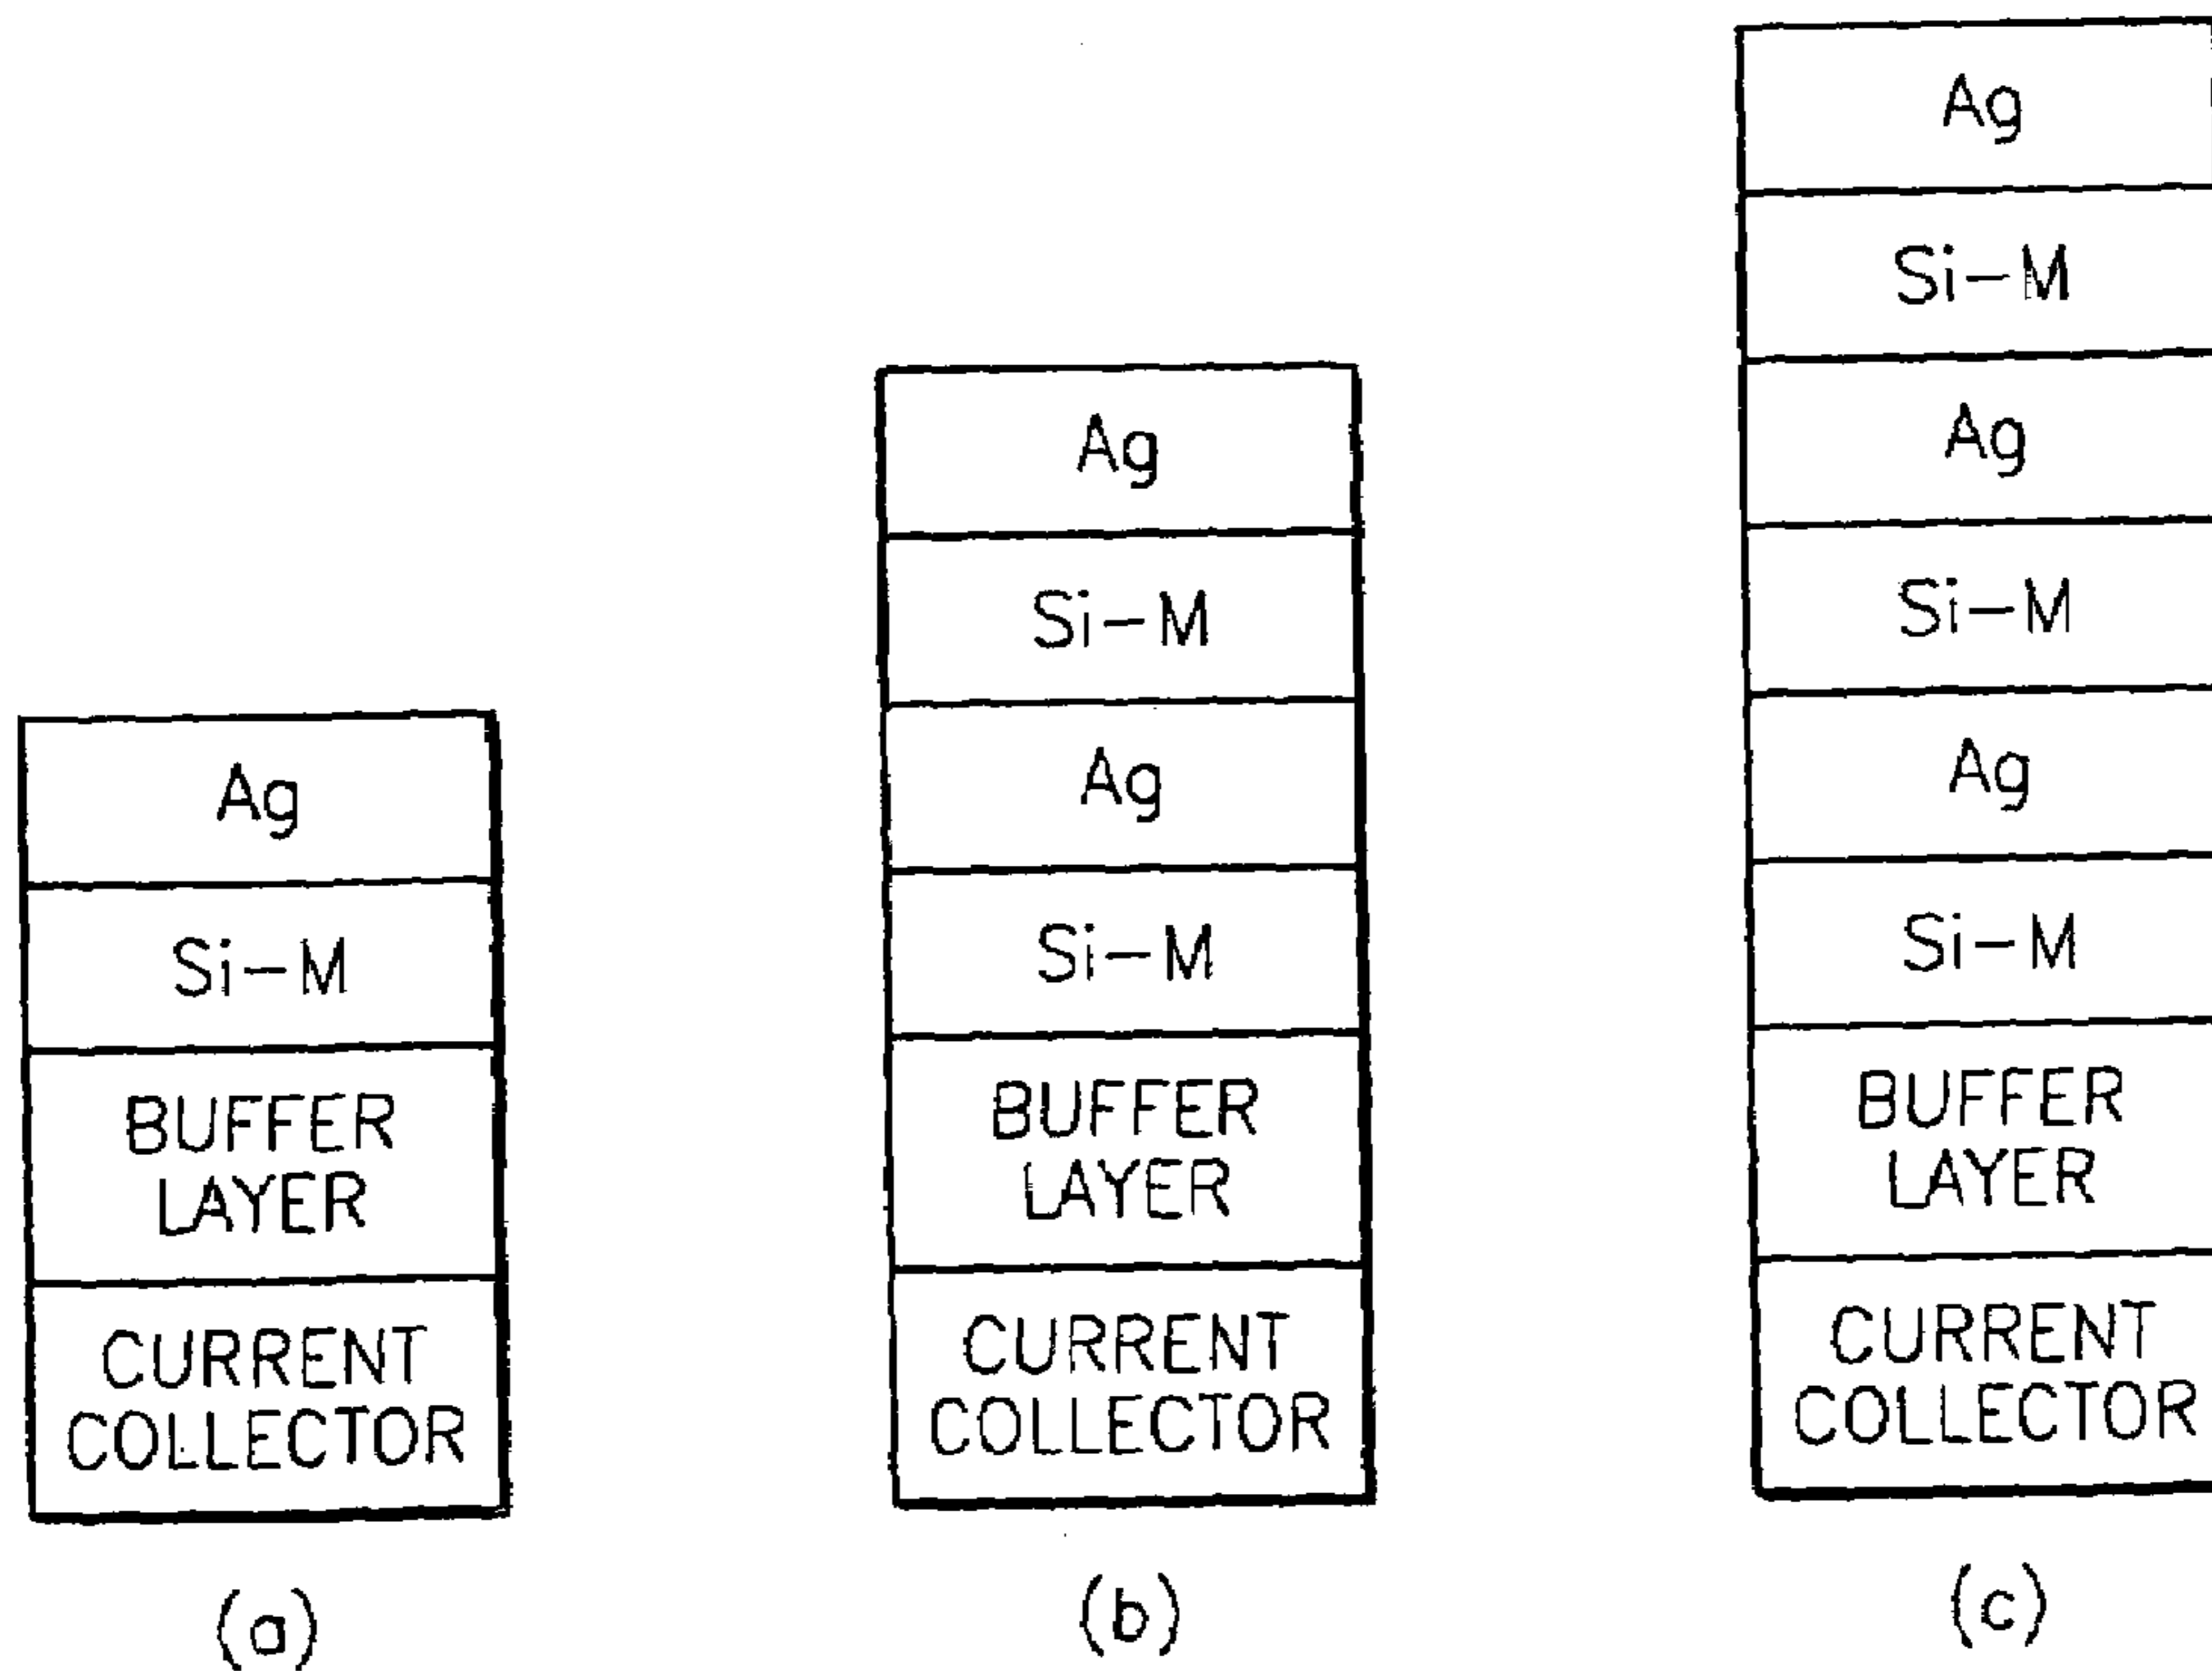 Ag
Si-M
BUFFER
LAYER
CURRENT
COLLECTOR
(a)
Ag
Si-M
Ag
Si-M
BUFFER
LAYER
CURRENT
COLLECTOR
(b)
Ag
Si-M
Ag
Si-M
Ag
Si-M
BUFFER
LAYER
CURRENT
COLLECTOR
(c)